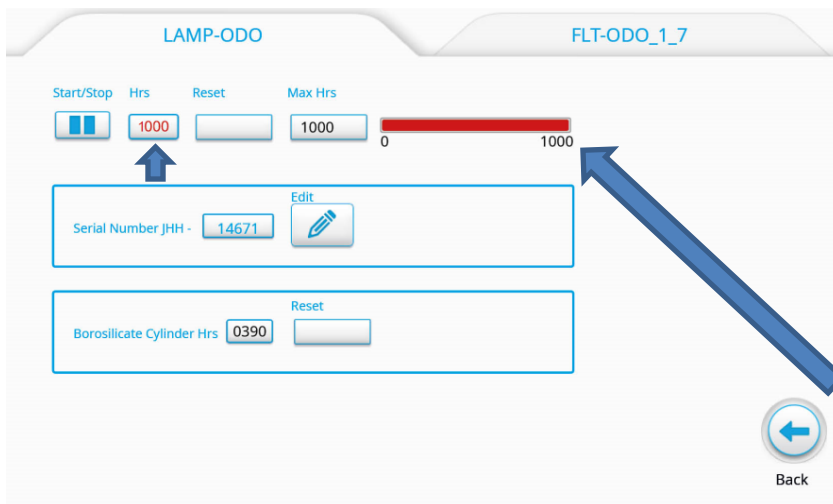 LAMP-ODO FLT-ODO_1_7
Start/Stop Hrs Reset Max Hrs
1000 1000
0 1000
Edit
Serial Number JHH - 14671
Reset
Borosilicate Cylinder Hrs 0390
Back